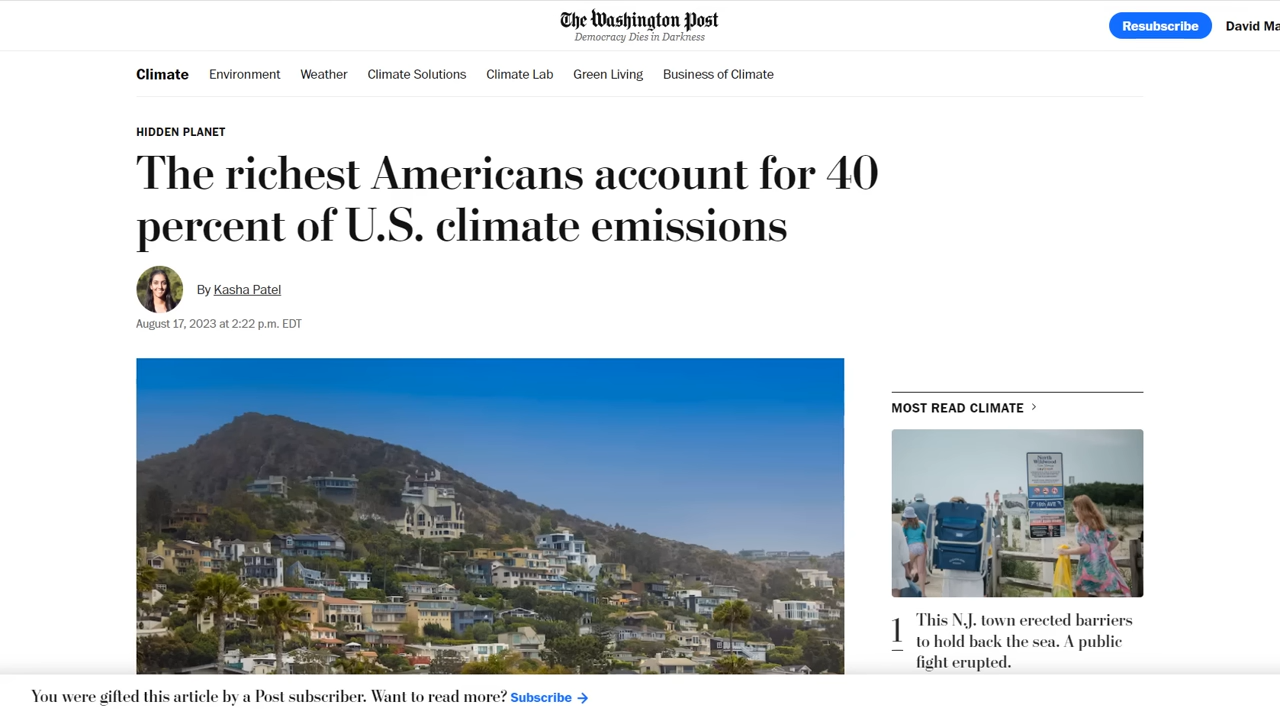 The Washington Post
Democracy Dies in Darkness
Resubscribe
David Ma
Climate Environment Weather Climate Solutions Climate Lab Green Living Business of Climate
HIDDEN PLANET
The richest Americans account for 40
percent of U.S. climate emissions
By Kasha Patel
August 17, 2023 at 2:22 p.m. EDT
MOST READ CLIMATE
North
Wildwood
1
This N.J. town erected barriers
to hold back the sea. A public
fight erupted.
You were gifted this article by a Post subscriber. Want to read more? Subscribe